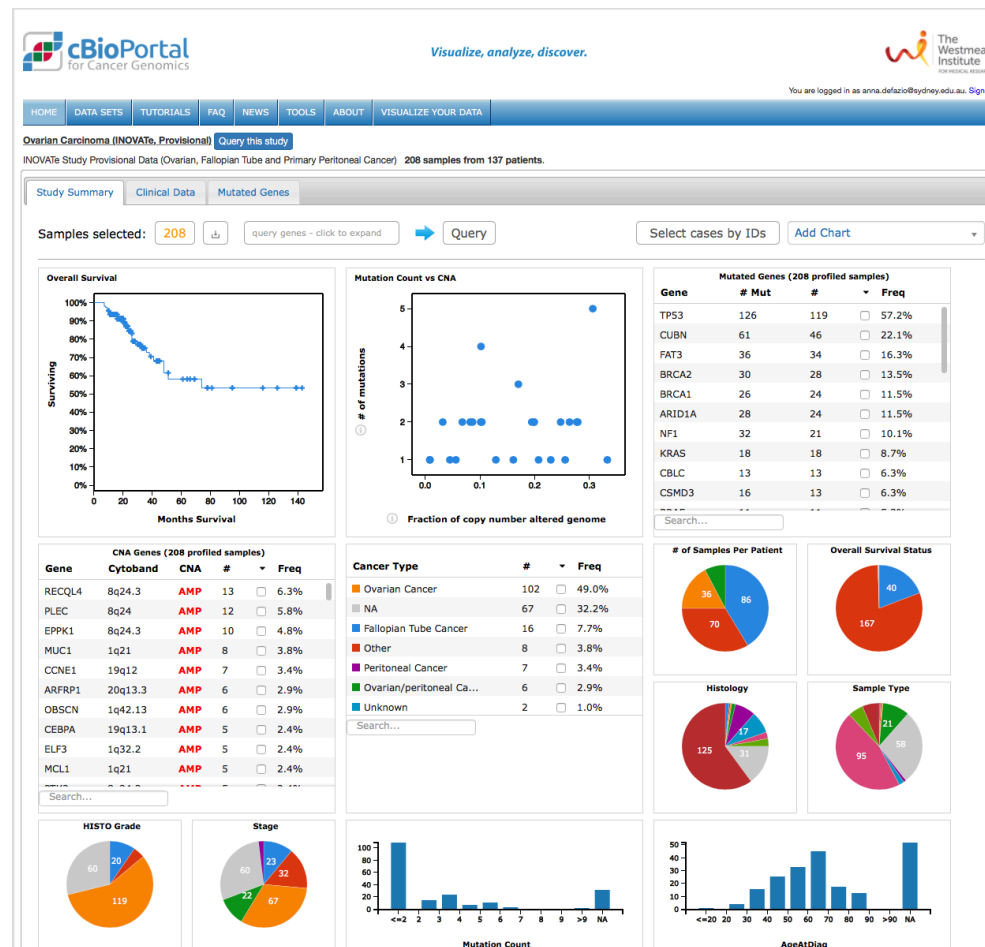 cBioPortal
for Cancer Genomics
Visualize, analyze, discover.
The
Westmea
Institute
FOR MEDICAL RESEAR
You are logged in as anna.defazio@sydney.edu.au. Sign
HOME DATA SETS TUTORIALS FAQ NEWS TOOLS ABOUT VISUALIZE YOUR DATA
Ovarian Carcinoma (INOVATe, Provisional) Query this study
INOVATe Study Provisional Data (Ovarian, Fallopian Tube and Primary Peritoneal Cancer) 208 samples from 137 patients.
Study Summary Clinical Data Mutated Genes
Samples selected: 208 query genes - click to expand Query Select cases by IDs Add Chart
Overall Survival
100%
90%
80%
70%
60%
50%
40%
30%
20%
10%
0%
Surviving
0 20 40 60 80 100 120 140
Months Survival
Mutation Count vs CNA
5
4
3
2
1
# of mutations
0.0 0.1 0.2 0.3
Fraction of copy number altered genome
Mutated Genes (208 profiled samples)
Gene # Mut # Freq
TP53 126 119 57.2%
CUBN 61 46 22.1%
FAT3 36 34 16.3%
BRCA2 30 28 13.5%
BRCA1 26 24 11.5%
ARID1A 28 24 11.5%
NF1 32 21 10.1%
KRAS 18 18 8.7%
CBLC 13 13 6.3%
CSMD3 16 13 6.3%
Search...
CNA Genes (208 profiled samples)
Gene Cytoband CNA # Freq
RECQL4 8q24.3 AMP 13 6.3%
PLEC 8q24 AMP 12 5.8%
EPPK1 8q24.3 AMP 10 4.8%
MUC1 1q21 AMP 8 3.8%
CCNE1 19q12 AMP 7 3.4%
ARFRP1 20q13.3 AMP 6 2.9%
OBSCN 1q42.13 AMP 6 2.9%
CEBPA 19q13.1 AMP 5 2.4%
ELF3 1q32.2 AMP 5 2.4%
MCL1 1q21 AMP 5 2.4%
Search...
Cancer Type # Freq
Ovarian Cancer 102 49.0%
NA 67 32.2%
Fallopian Tube Cancer 16 7.7%
Other 8 3.8%
Peritoneal Cancer 7 3.4%
Ovarian/peritoneal Ca... 6 2.9%
Unknown 2 1.0%
Search...
# of Samples Per Patient
36
86
70
Overall Survival Status
40
167
Histology
17
125
31
Sample Type
21
58
95
HISTO Grade
60
20
119
Stage
60
23
32
22
67
100
80
60
40
20
0
<=2 2 3 4 5 6 7 8 9 >9 NA
Mutation Count
50
40
30
20
10
0
<=20 20 30 40 50 60 70 80 90 >90 NA
AgeAtDiag